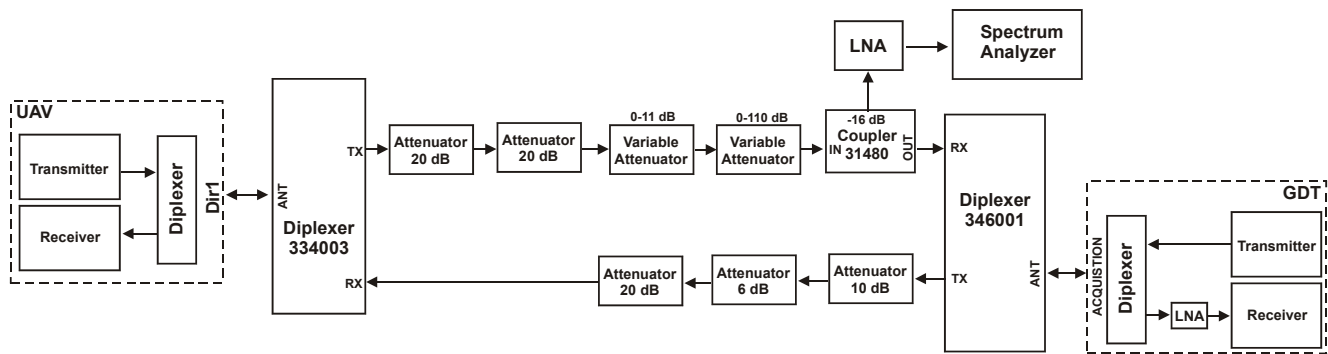 LNA
Spectrum
Analyzer
UAV
Transmitter
Receiver
Diplexer
Dir1
ANT
Diplexer
334003
TX
RX
Attenuator
20 dB
Attenuator
20 dB
0-11 dB
Variable
Attenuator
0-110 dB
Variable
Attenuator
-16 dB
Coupler
31480
IN
OUT
RX
Diplexer
346001
TX
ANT
Attenuator
20 dB
Attenuator
6 dB
Attenuator
10 dB
GDT
ACQUISTION
Diplexer
Transmitter
LNA
Receiver